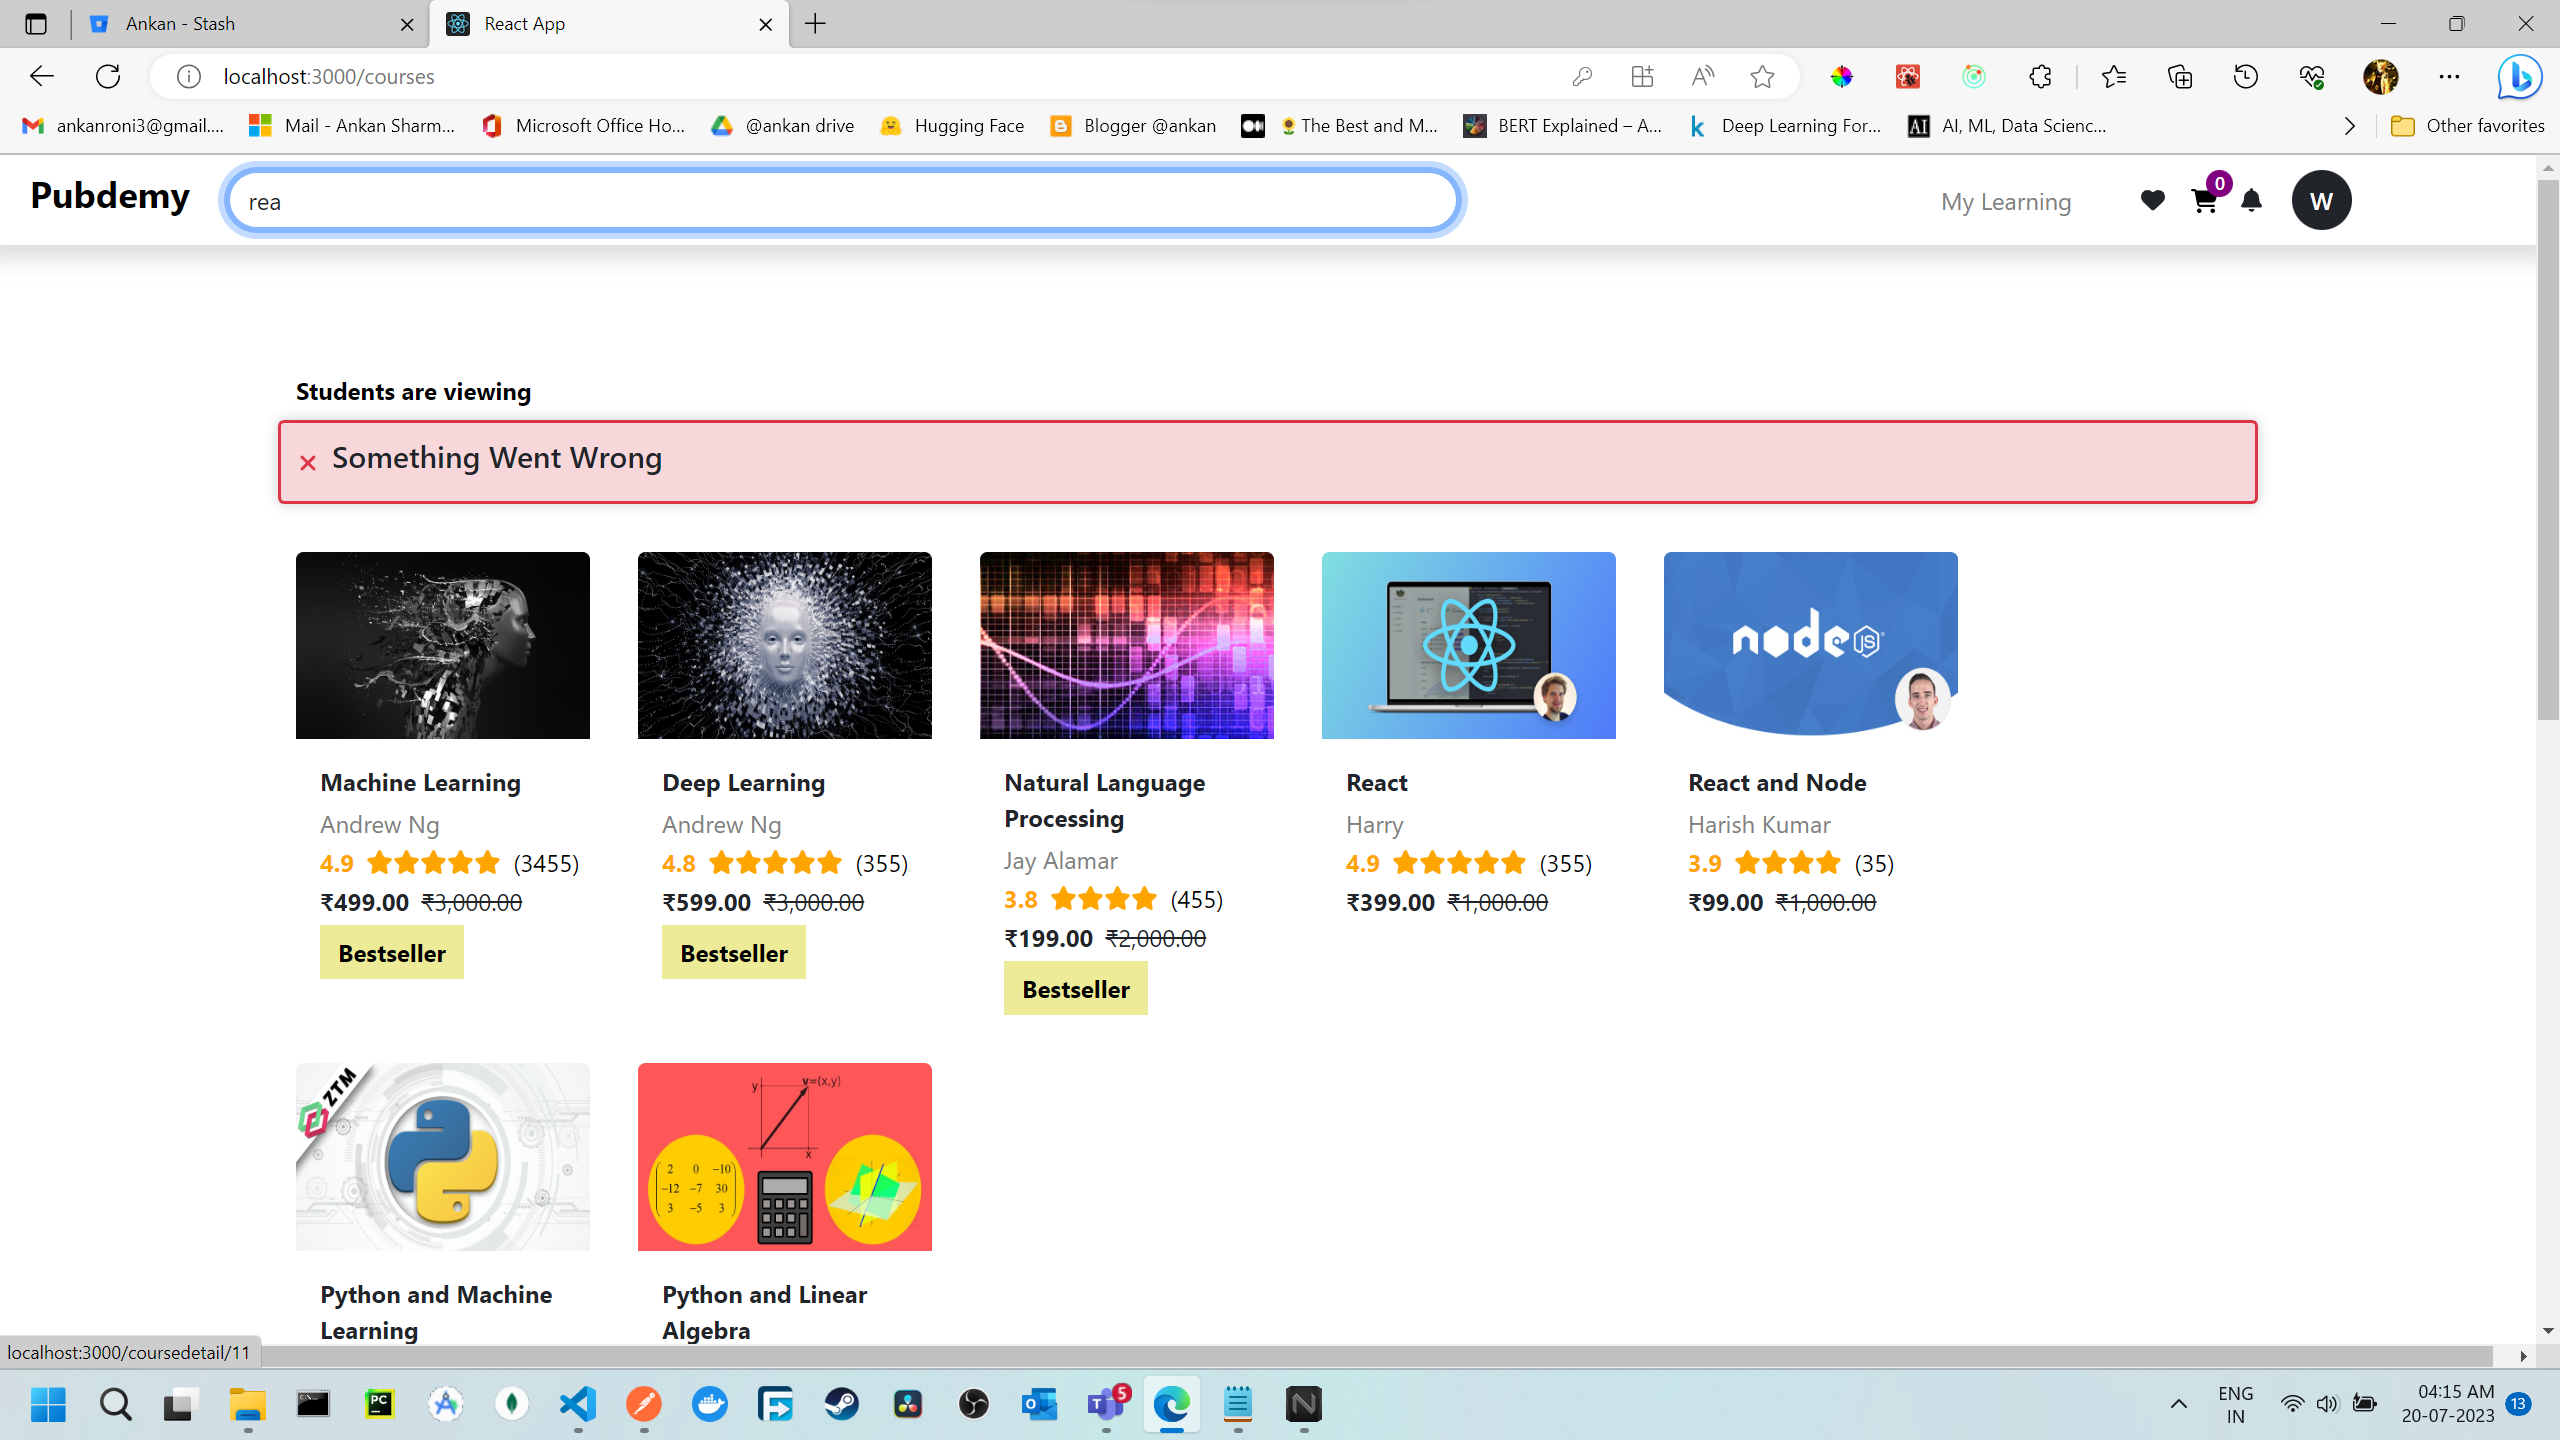 Ankan - Stash
React App
localhost:3000/courses
ankanroni3@gmail....
Mail - Ankan Sharm...
Microsoft Office Ho...
@ankan drive
Hugging Face
Blogger @ankan
The Best and M...
BERT Explained – A...
Deep Learning For...
AI
AI, ML, Data Scienc...
Other favorites
Pubdemy
rea
My Learning
0
W
Students are viewing
Something Went Wrong
node JS
Machine Learning
Andrew Ng
4.9 (3455)
₹499.00 ₹3,000.00
Bestseller
Deep Learning
Andrew Ng
4.8 (355)
₹599.00 ₹3,000.00
Bestseller
Natural Language
Processing
Jay Alamar
3.8 (455)
₹199.00 ₹2,000.00
Bestseller
React
Harry
4.9 (355)
₹399.00 ₹1,000.00
React and Node
Harish Kumar
3.9 (35)
₹99.00 ₹1,000.00
ZTM
y v=(x,y)
x
2 0 −10
−12 −7 30
3 −5 3
Python and Machine
Learning
Python and Linear
Algebra
localhost:3000/coursedetail/11
PC
5
ENG
IN
04:15 AM
20-07-2023
13